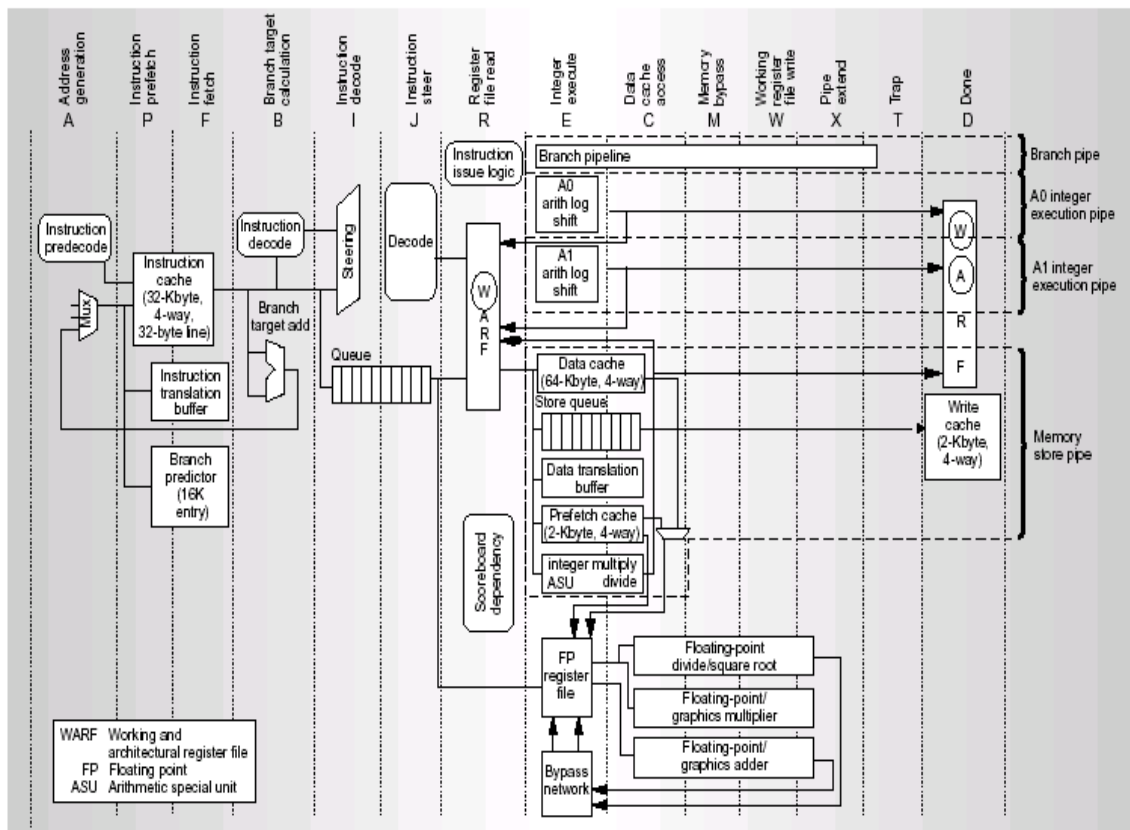 Address
generation
A
Instruction
prefetch
P
Instruction
fetch
F
Branch target
calculation
B
Instruction
decode
I
Instruction
steer
J
Register
file read
R
Integer
execute
E
Data
cache
access
C
Memory
bypass
M
Working
register
file write
W
Pipe
extend
X
Trap
T
Done
D
Instruction
issue logic
Branch pipeline
Branch pipe
A0
arith log
shift
A0 integer
execution pipe
A1
arith log
shift
A1 integer
execution pipe
Instruction
predecode
Mux
Instruction
cache
(32-Kbyte,
4-way,
32-byte line)
Instruction
decode
Steering
Decode
W
A
R
F
W
A
R
F
Branch
target add
Queue
Instruction
translation
buffer
Branch
predictor
(16K
entry)
Data cache
(64-Kbyte, 4-way)
Store queue
Data translation
buffer
Prefetch cache
(2-Kbyte, 4-way)
integer multiply
ASU divide
Write
cache
(2-Kbyte,
4-way)
Memory
store pipe
Scoreboard
dependency
FP
register
file
Floating-point
divide/square root
Floating-point/
graphics multiplier
Floating-point/
graphics adder
Bypass
network
WARF Working and
architectural register file
FP Floating point
ASU Arithmetic special unit